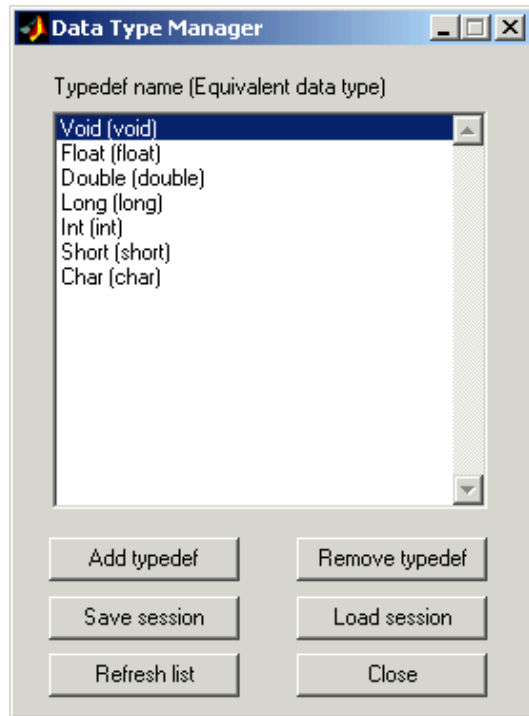 Data Type Manager
Typedef name (Equivalent data type)
Void (void)
Float (float)
Double (double)
Long (long)
Int (int)
Short (short)
Char (char)
Add typedef
Remove typedef
Save session
Load session
Refresh list
Close